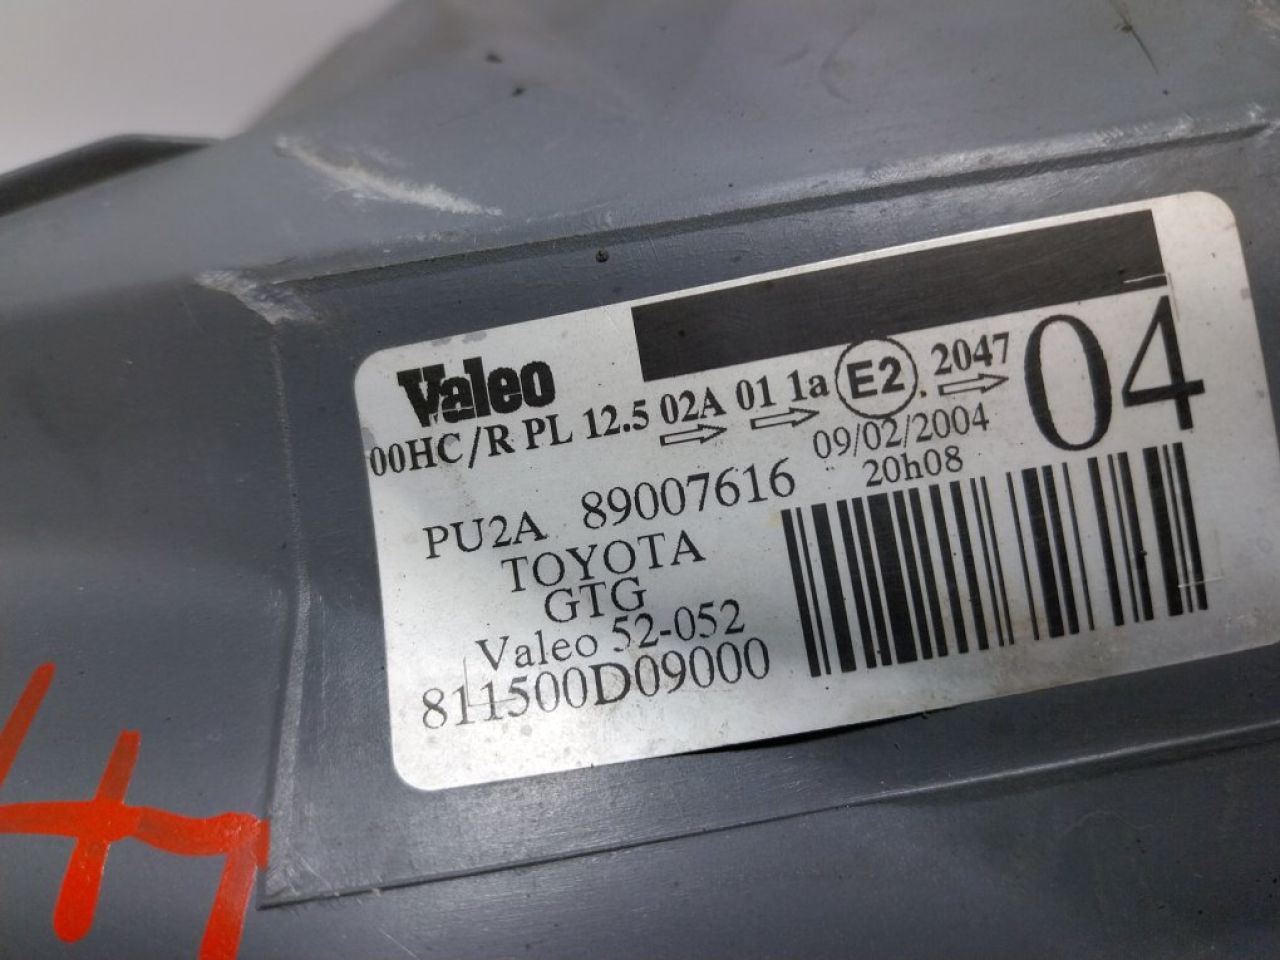 Valeo
00HC/R PL 12.5 02A 01 1a E2 . 2047
04
09/02/2004
20h08
PU2A 89007616
TOYOTA
GTG
Valeo 52-052
811500D09000